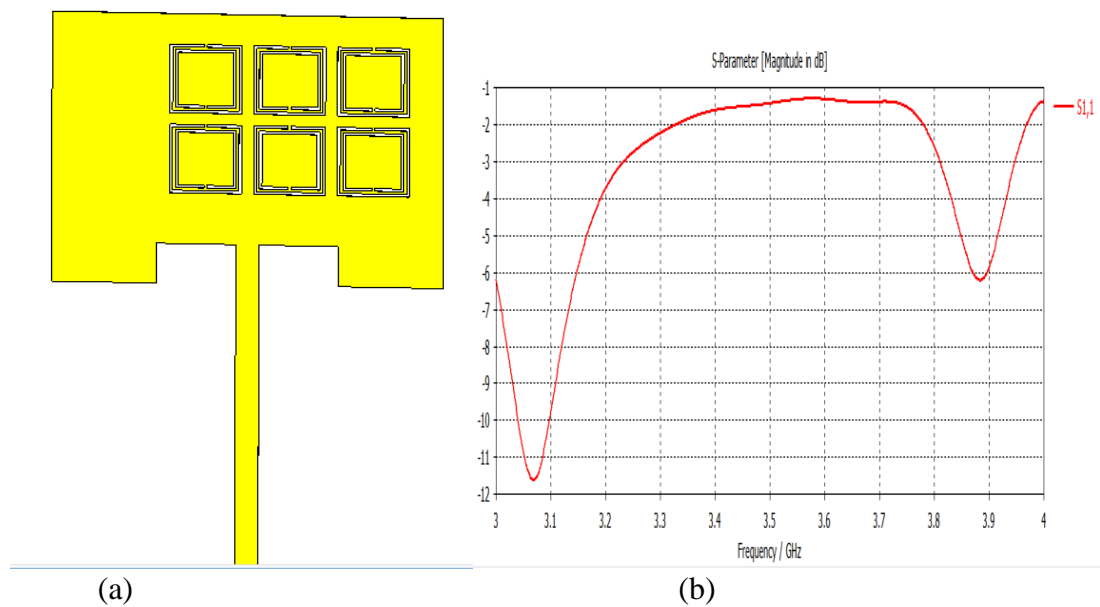 S-Parameter [Magnitude in dB]
-1
-2
-3
-4
-5
-6
-7
-8
-9
-10
-11
-12
3 3.1 3.2 3.3 3.4 3.5 3.6 3.7 3.8 3.9 4
Frequency / GHz
S1,1
(a) (b)